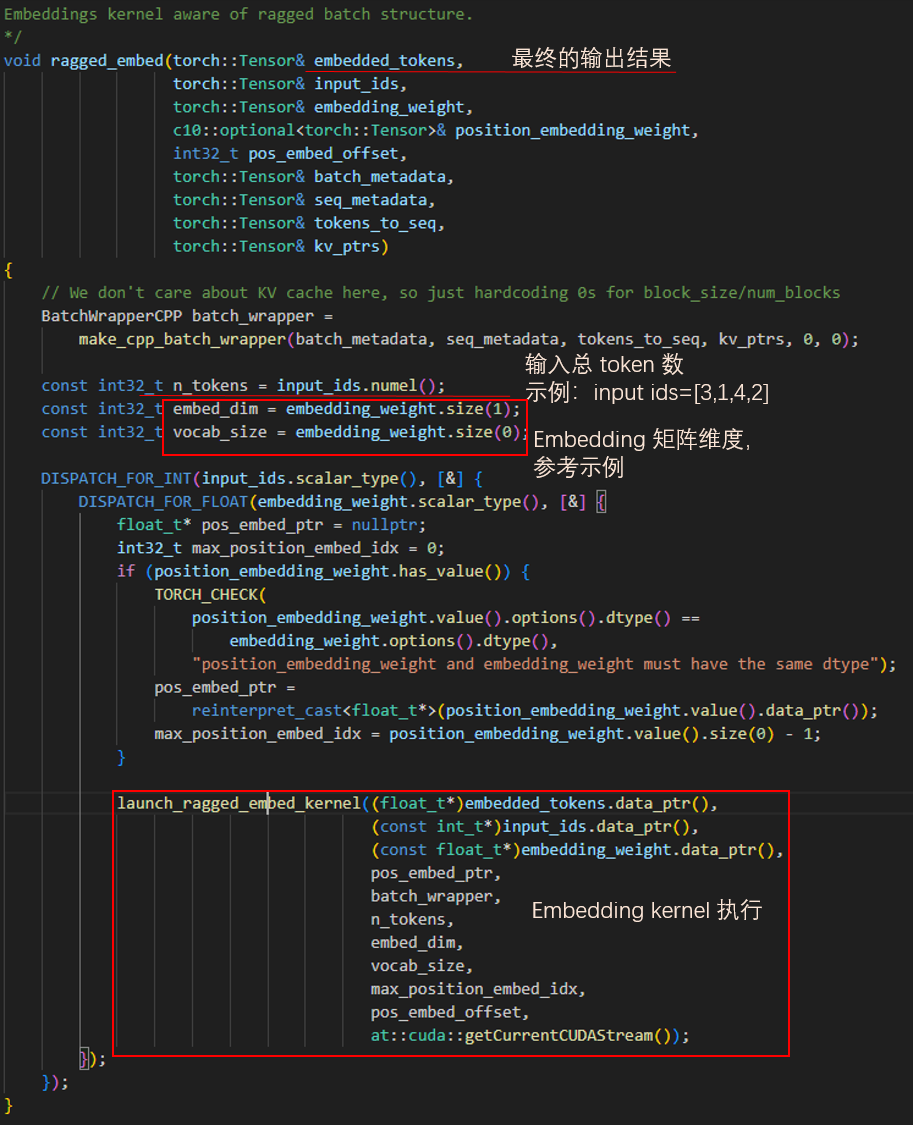 Embeddings kernel aware of ragged batch structure.
*/
void ragged_embed(torch::Tensor& embedded_tokens, 最终的输出结果
torch::Tensor& input_ids,
torch::Tensor& embedding_weight,
c10::optional<torch::Tensor>& position_embedding_weight,
int32_t pos_embed_offset,
torch::Tensor& batch_metadata,
torch::Tensor& seq_metadata,
torch::Tensor& tokens_to_seq,
torch::Tensor& kv_ptrs)
{
// We don't care about KV cache here, so just hardcoding 0s for block_size/num_blocks
BatchWrapperCPP batch_wrapper =
make_cpp_batch_wrapper(batch_metadata, seq_metadata, tokens_to_seq, kv_ptrs, 0, 0);
输入总 token 数
const int32_t n_tokens = input_ids.numel();
示例：input ids=[3,1,4,2]
const int32_t embed_dim = embedding_weight.size(1);
const int32_t vocab_size = embedding_weight.size(0);
Embedding 矩阵维度,
参考示例
DISPATCH_FOR_INT(input_ids.scalar_type(), [&] {
DISPATCH_FOR_FLOAT(embedding_weight.scalar_type(), [&] {
float_t* pos_embed_ptr = nullptr;
int32_t max_position_embed_idx = 0;
if (position_embedding_weight.has_value()) {
TORCH_CHECK(
position_embedding_weight.value().options().dtype() ==
embedding_weight.options().dtype(),
"position_embedding_weight and embedding_weight must have the same dtype");
pos_embed_ptr =
reinterpret_cast<float_t*>(position_embedding_weight.value().data_ptr());
max_position_embed_idx = position_embedding_weight.value().size(0) - 1;
}
launch_ragged_embed_kernel((float_t*)embedded_tokens.data_ptr(),
(const int_t*)input_ids.data_ptr(),
(const float_t*)embedding_weight.data_ptr(),
pos_embed_ptr,
batch_wrapper,
Embedding kernel 执行
n_tokens,
embed_dim,
vocab_size,
max_position_embed_idx,
pos_embed_offset,
at::cuda::getCurrentCUDAStream());
});
});
}